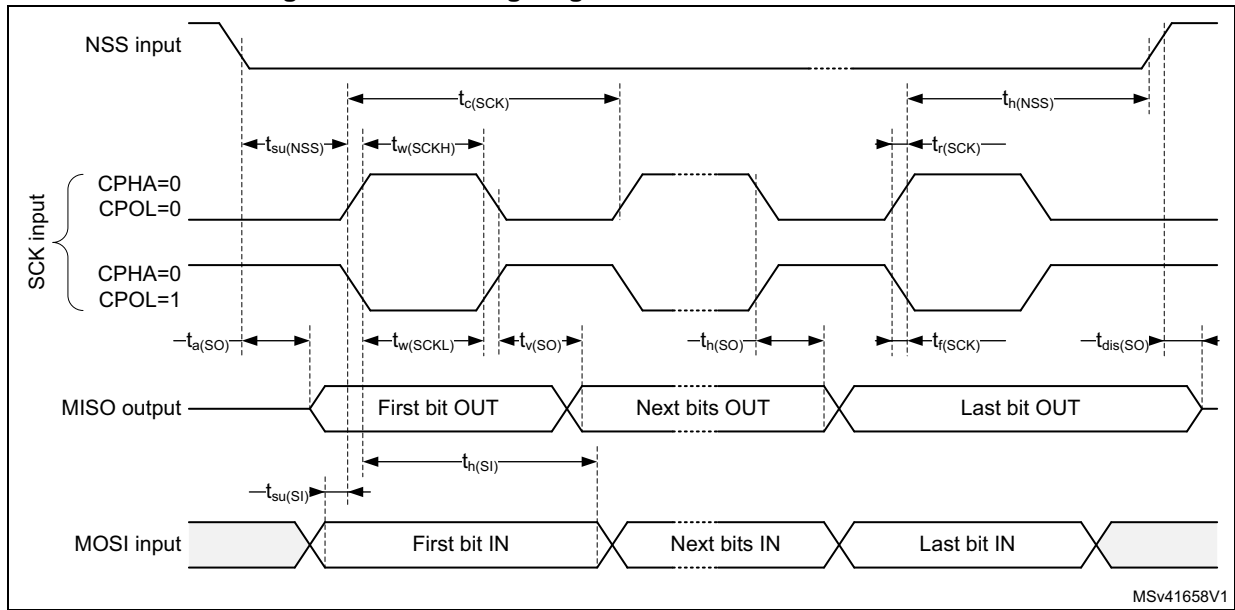 NSS input
tc(SCK)
th(NSS)
tsu(NSS)
tw(SCKH)
tr(SCK)
SCK input
CPHA=0
CPOL=0
CPHA=0
CPOL=1
ta(SO)
tw(SCKL)
tv(SO)
th(SO)
tf(SCK)
tdis(SO)
MISO output
First bit OUT
Next bits OUT
Last bit OUT
th(SI)
tsu(SI)
MOSI input
First bit IN
Next bits IN
Last bit IN
MSv41658V1